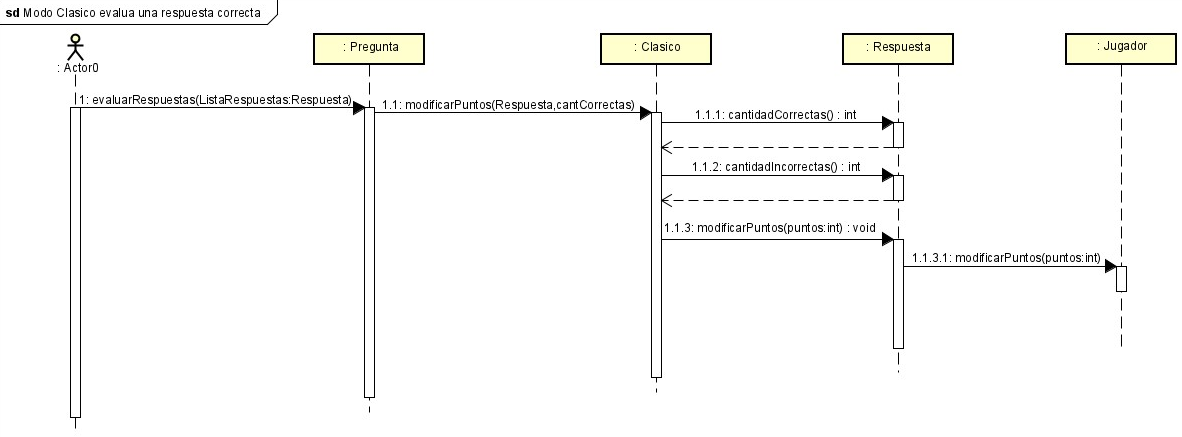 sd Modo Clasico evalua una respuesta correcta
: Actor0
: Pregunta
: Clasico
: Respuesta
: Jugador
1: evaluarRespuestas(ListaRespuestas:Respuesta)
1.1: modificarPuntos(Respuesta,cantCorrectas)
1.1.1: cantidadCorrectas() : int
1.1.2: cantidadIncorrectas() : int
1.1.3: modificarPuntos(puntos:int) : void
1.1.3.1: modificarPuntos(puntos:int)